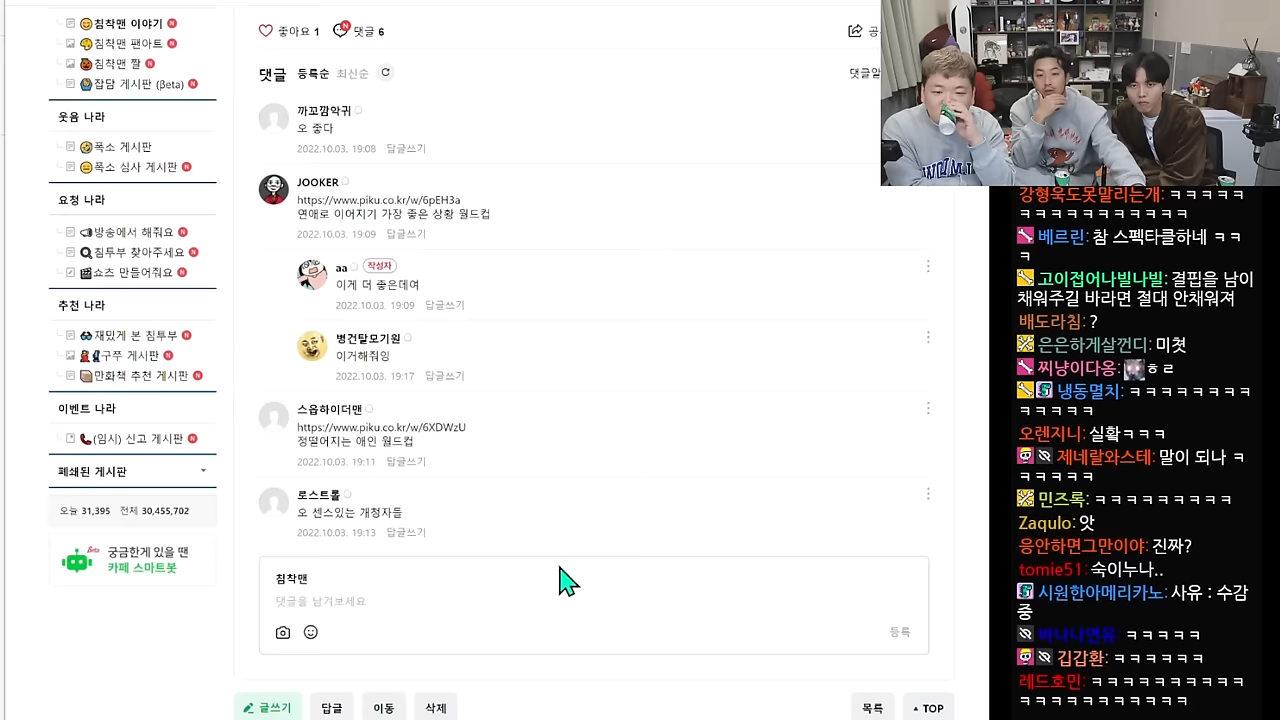 침착맨 이야기 N
침착맨 팬아트 N
침착맨 짤 N
잡담 게시판 (βeta) N
웃음 나라
폭소 게시판
폭소 심사 게시판 N
요청 나라
방송에서 해줘요 N
침투부 찾아주세요 N
쇼츠 만들어줘요 N
추천 나라
재밌게 본 침투부 N
구쭈 게시판 N
만화책 추천 게시판 N
이벤트 나라
(임시) 신고 게시판 N
폐쇄된 게시판
오늘 31,395 전체 30,455,702
Beta
궁금한게 있을 땐
카페 스마트봇
좋아요 1 N 댓글 6
공
댓글 등록순 최신순
댓글알
까꼬깜악귀
오 좋다
2022.10.03. 19:08 답글쓰기
JOOKER
https://www.piku.co.kr/w/6pEH3a
연애로 이어지기 가장 좋은 상황 월드컵
2022.10.03. 19:09 답글쓰기
aa 작성자
이게 더 좋은데여
2022.10.03. 19:09 답글쓰기
병건탈모기원
이거해줘잉
2022.10.03. 19:17 답글쓰기
스읍하이더맨
https://www.piku.co.kr/w/6XDWzU
정떨어지는 애인 월드컵
2022.10.03. 19:11 답글쓰기
로스트롤
오 센스있는 개청자들
2022.10.03. 19:13 답글쓰기
침착맨
댓글을 남겨보세요
등록
글쓰기 답글 이동 삭제
목록 TOP
강형욱도못말리는개: ㅋㅋㅋㅋㅋ
ㅋㅋㅋㅋㅋㅋㅋㅋㅋㅋㅋ
베르린: 참 스펙타클하네 ㅋㅋ
ㅋ
고이접어나빌나빌: 결핍을 남이
채워주길 바라면 절대 안채워져
배도라침: ?
은은하게살껀디: 미쳣
찌냥이다옹: ㅎㄹ
냉동멸치: ㅋㅋㅋㅋㅋㅋㅋㅋ
ㅋㅋㅋㅋㅋ
오렌지니: 실홬ㅋㅋㅋ
제네랄와스테: 말이 되나 ㅋ
ㅋㅋㅋㅋㅋ
민즈록: ㅋㅋㅋㅋㅋㅋㅋㅋㅋ
Zaqulo: 앗
응안하면그만이야: 진짜?
tomie51: 숙이누나..
시원한아메리카노: 사유 : 수감
중
바나나연유: ㅋㅋㅋㅋㅋ
김갑환: ㅋㅋㅋㅋㅋㅋ
레드호민: ㅋㅋㅋㅋㅋㅋㅋㅋㅋㅋ
ㅋㅋㅋㅋㅋㅋㅋㅋㅋㅋㅋ